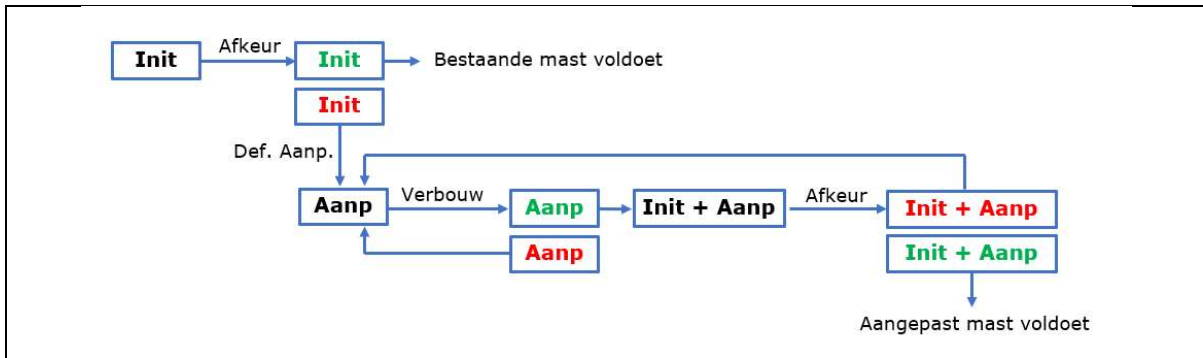 Init
Afkeur
Init
Bestaande mast voldoet
Init
Def. Aanp.
Aanp
Verbouw
Aanp
Init + Aanp
Afkeur
Init + Aanp
Aanp
Init + Aanp
Aangepast mast voldoet